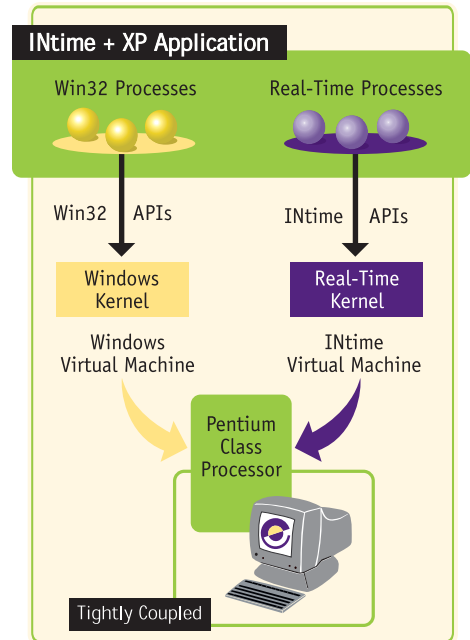 INtime + XP Application
Win32 Processes
Real-Time Processes
Win32 APIs
INtime APIs
Windows
Kernel
Real-Time
Kernel
Windows
Virtual Machine
INtime
Virtual Machine
Pentium
Class
Processor
Tightly Coupled